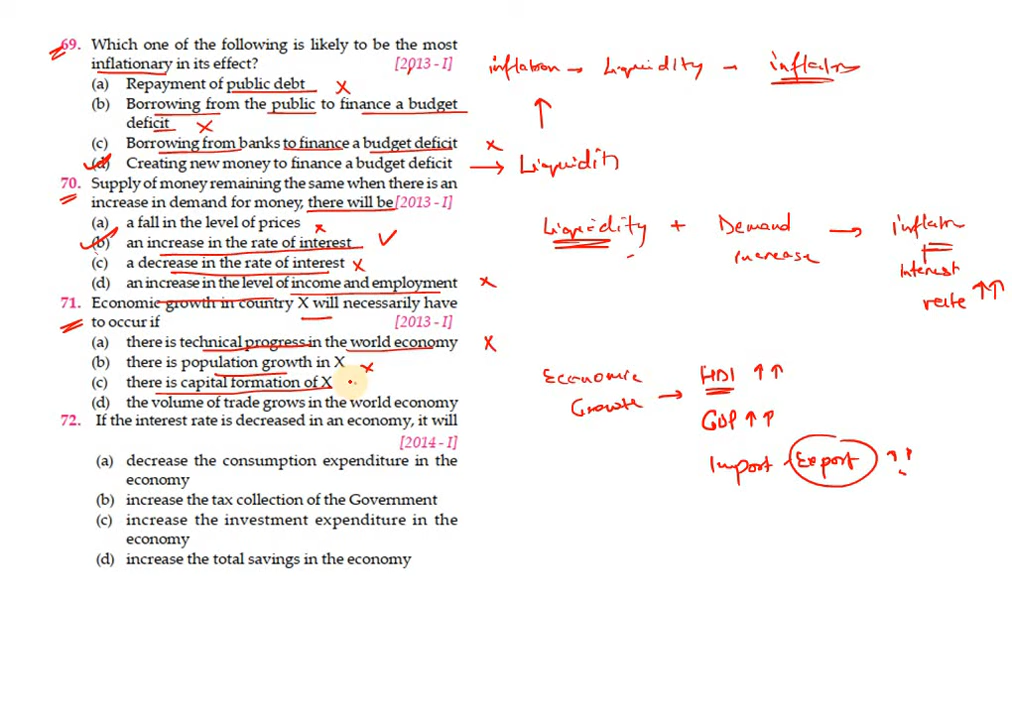 69. Which one of the following is likely to be the most
inflationary in its effect? [2013 - I]
(a) Repayment of public debt x
(b) Borrowing from the public to finance a budget
deficit x
(c) Borrowing from banks to finance a budget deficit x
(d) Creating new money to finance a budget deficit → Liquidity
inflation → Liquidity → inflation
↑
70. Supply of money remaining the same when there is an
increase in demand for money, there will be [2013 - I]
(a) a fall in the level of prices x
(b) an increase in the rate of interest ✓
(c) a decrease in the rate of interest x
(d) an increase in the level of income and employment x
Liquidity + Demand → inflation
increase
interest
rate ↑↑
71. Economic growth in country X will necessarily have
to occur if [2013 - I]
(a) there is technical progress in the world economy x
(b) there is population growth in X x
(c) there is capital formation of X
(d) the volume of trade grows in the world economy
Economic → HDI ↑↑
Growth
GDP ↑↑
Import - Export ↑↑
72. If the interest rate is decreased in an economy, it will
[2014 - I]
(a) decrease the consumption expenditure in the
economy
(b) increase the tax collection of the Government
(c) increase the investment expenditure in the
economy
(d) increase the total savings in the economy